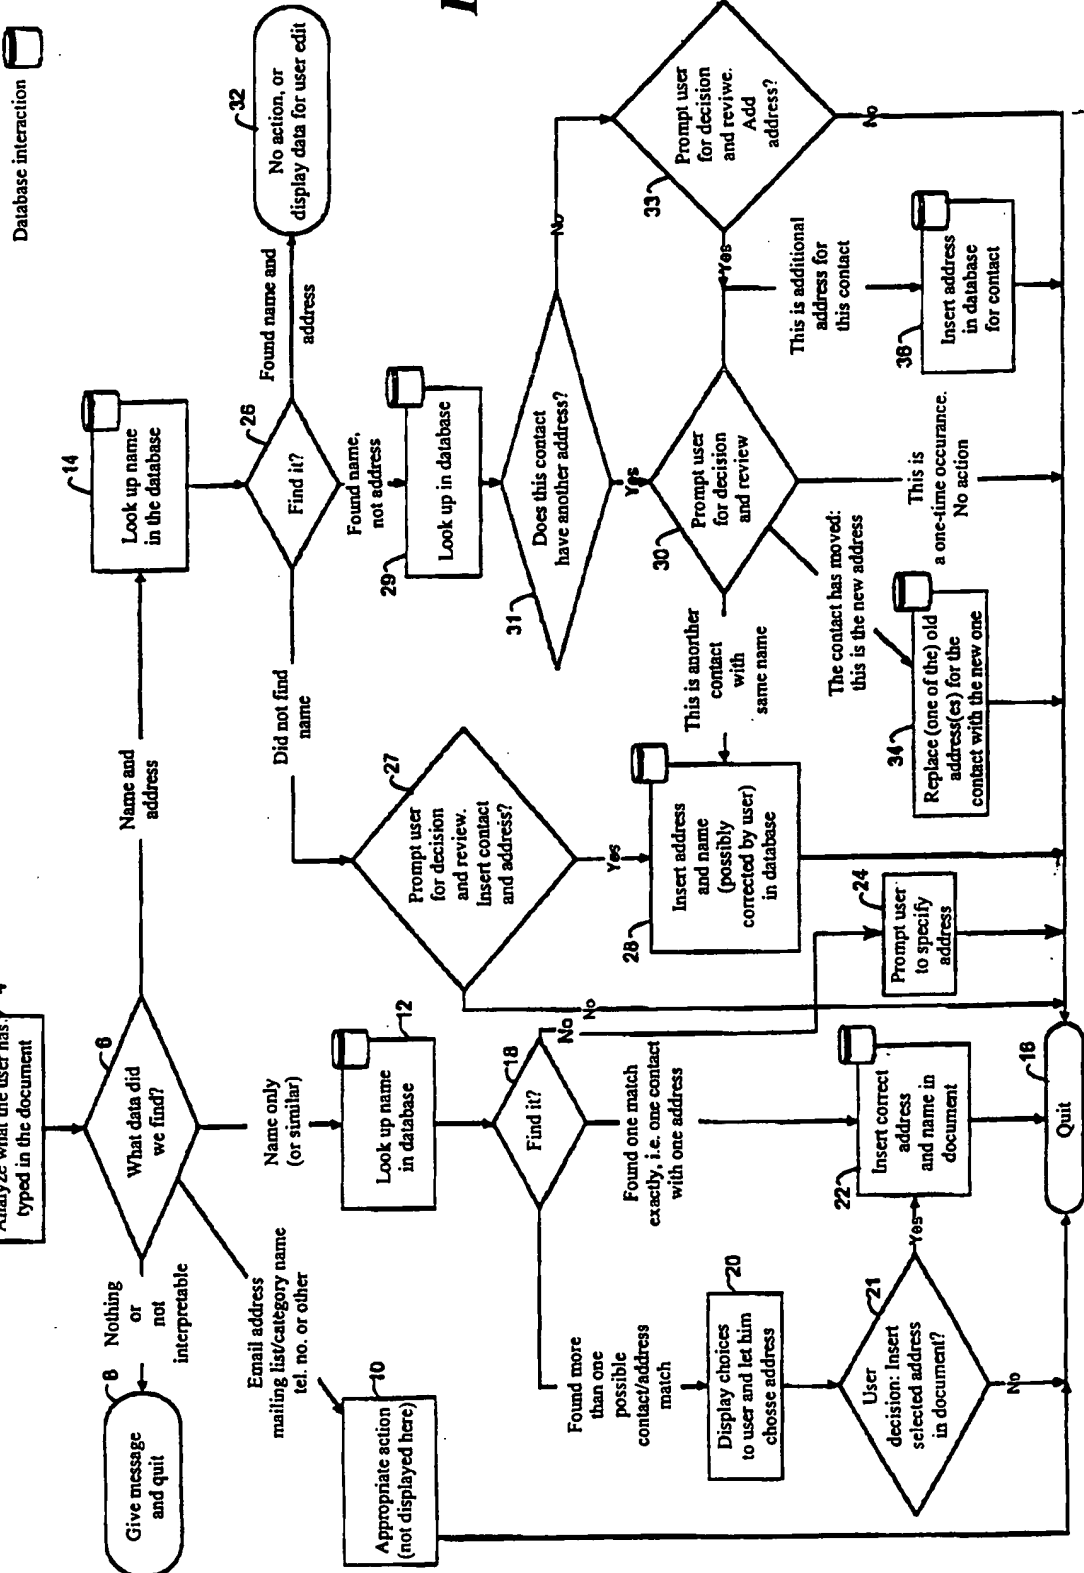 Database interaction
Analyze what the user has
typed in the document
4
What data did
we find?
6
Nothing
or
not
interpretable
Give message
and quit
8
Email address
mailing list/category name
tel. no. or other
Appropriate action
(not displayed here)
10
Name only
(or similar)
Look up name
in database
12
Name and
address
Look up name
in the database
14
Find it?
18
No
Found one match
exactly, i.e. one contact
with one address
Found more
than one
possible
contact/address
match
Display choices
to user and let him
chosse address
20
User
decision: Insert
selected address
in document?
21
Yes
No
Insert correct
address
and name in
document
22
Prompt user
to specify
address
24
Quit
16
Find it?
26
Found name and
address
No action, or
display data for user edit
32
Did not find
name
Prompt user
for decision
and review.
Insert contact
and address?
27
Yes
No
Insert address
and name
(possibly
corrected by user)
in database
28
Found name,
not address
Look up in database
29
Does this contact
have another address?
31
Yes
No
Prompt user
for decision
and review
30
This is anorther
contact
with
same name
The contact has moved:
this is the new address
Replace (one of the) old
address(es) for the
contact with the new one
34
This is
a one-time occurance.
No action
Prompt user
for decision
and reviwe.
Add
address?
33
Yes
No
This is additional
address for
this contact
Insert address
in database
for contact
36